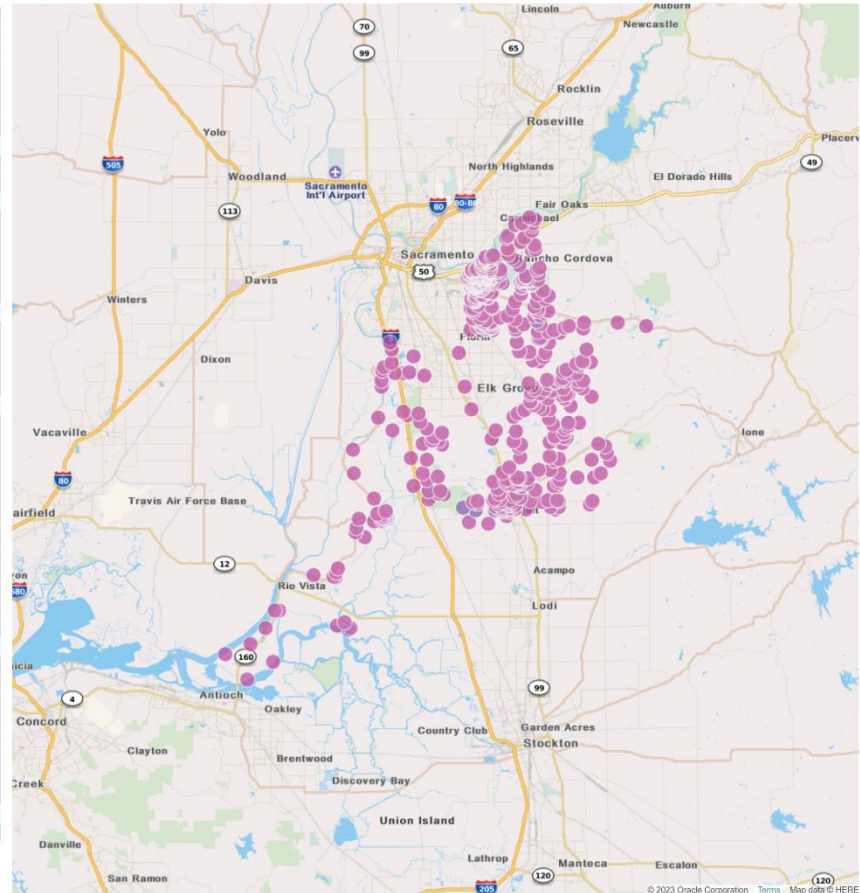 Lincoln
Auburn
Newcastle
70
99
65
Rocklin
Roseville
Yolo
Placerv
505
49
North Highlands
Woodland
El Dorado Hills
Sacramento
Int'l Airport
80
113
Fair Oaks
Sacramento
50
Rancho Cordova
Davis
Winters
Elk Gro
Dixon
Vacaville
Ione
80
Travis Air Force Base
airfield
12
Acampo
Rio Vista
680
Lodi
160
icia
4
Antioch
99
Oakley
Concord
Country Club
Garden Acres
Stockton
Clayton
Brentwood
Creek
Discovery Bay
Union Island
Danville
Lathrop
Manteca
Escalon
San Ramon
205
120
120
© 2023 Oracle Corporation Terms Map data © HERE